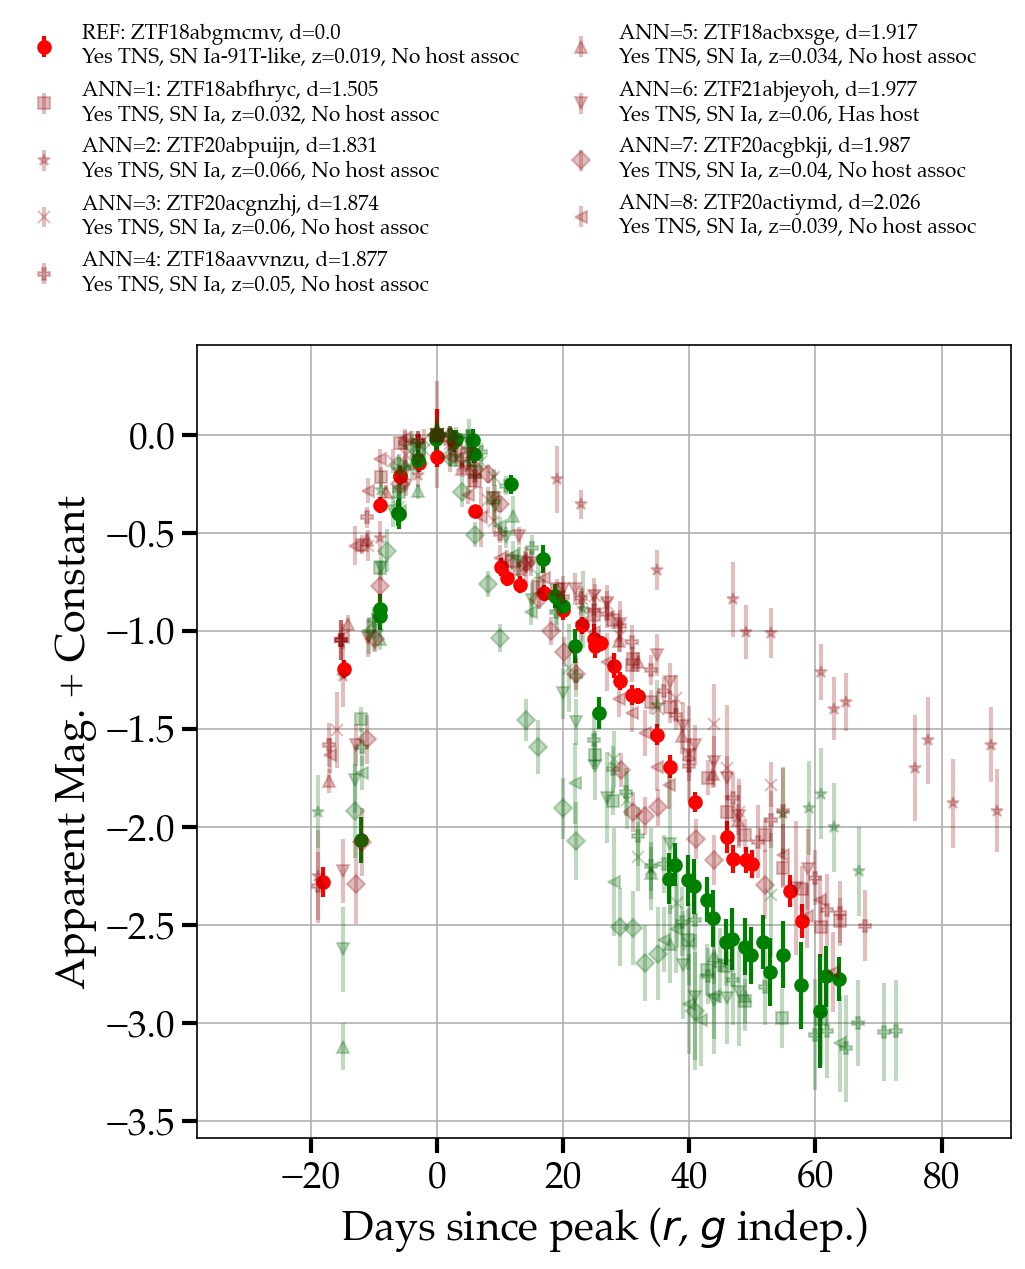 REF: ZTF18abgmcmv, d=0.0
Yes TNS, SN Ia-91T-like, z=0.019, No host assoc
ANN=1: ZTF18abfhryc, d=1.505
Yes TNS, SN Ia, z=0.032, No host assoc
ANN=2: ZTF20abpuijn, d=1.831
Yes TNS, SN Ia, z=0.066, No host assoc
ANN=3: ZTF20acgnzhj, d=1.874
Yes TNS, SN Ia, z=0.06, No host assoc
ANN=4: ZTF18aavvnzu, d=1.877
Yes TNS, SN Ia, z=0.05, No host assoc
ANN=5: ZTF18acbxsge, d=1.917
Yes TNS, SN Ia, z=0.034, No host assoc
ANN=6: ZTF21abjeyoh, d=1.977
Yes TNS, SN Ia, z=0.06, Has host
ANN=7: ZTF20acgbkji, d=1.987
Yes TNS, SN Ia, z=0.04, No host assoc
ANN=8: ZTF20actiymd, d=2.026
Yes TNS, SN Ia, z=0.039, No host assoc
Apparent Mag. + Constant
0.0
−0.5
−1.0
−1.5
−2.0
−2.5
−3.0
−3.5
−20
0
20
40
60
80
Days since peak (r, g indep.)